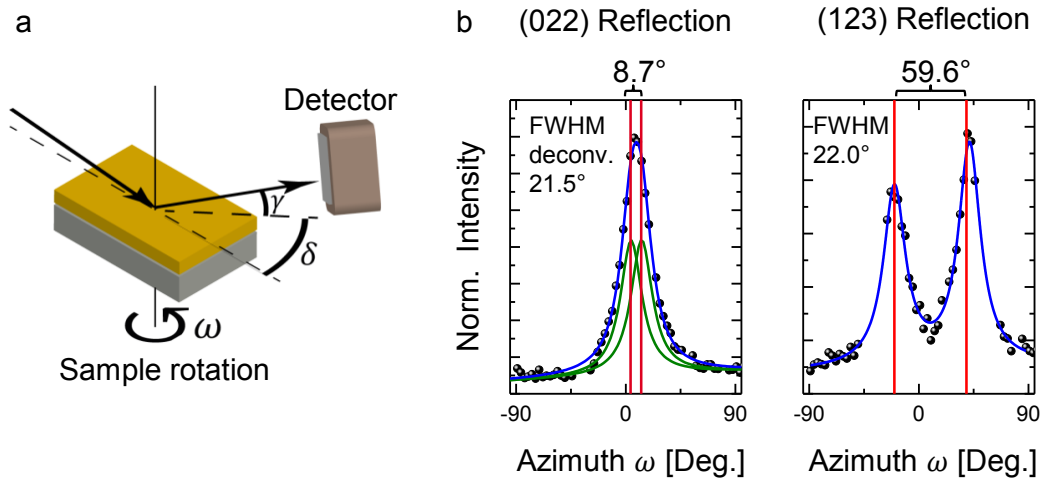 a
Detector
γ
δ
ω
Sample rotation
b
(022) Reflection
(123) Reflection
8.7°
59.6°
FWHM
deconv.
21.5°
FWHM
22.0°
Norm. Intensity
-90 0 90
-90 0 90
Azimuth ω [Deg.]
Azimuth ω [Deg.]